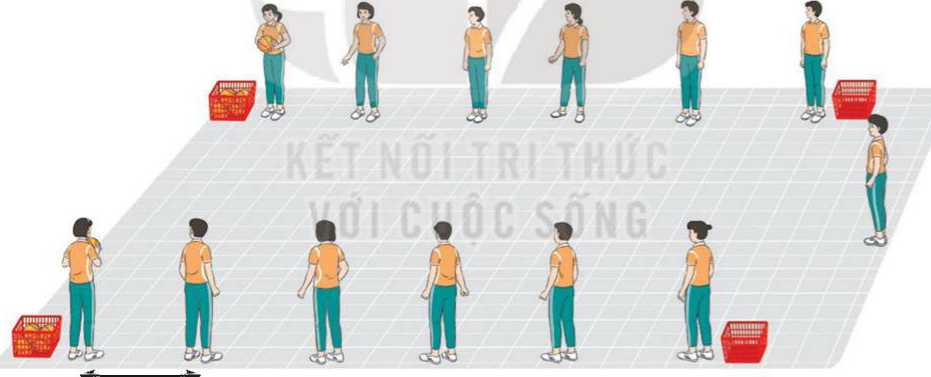 KẾT NỐI TRI THỨC
VỚI CUỘC SỐNG